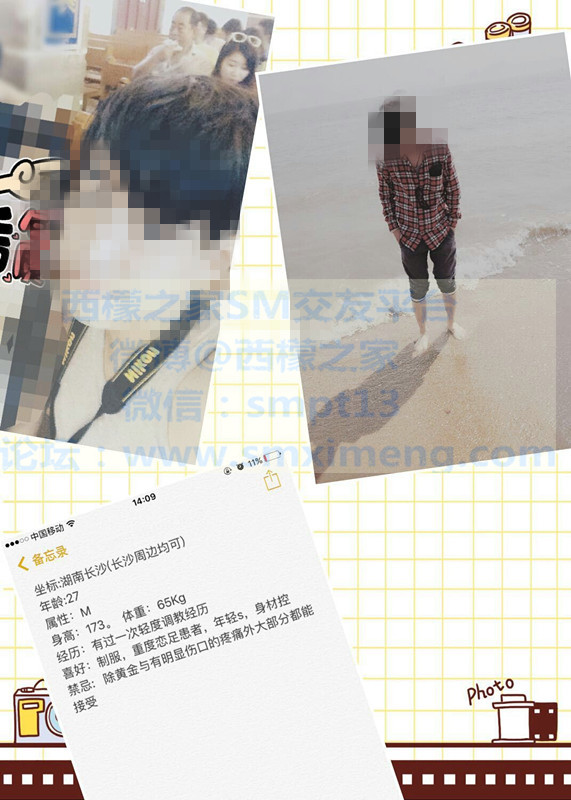 NIKON
西檬之家SM交友平台
微博@西檬之家
微信：smpt13
论坛：www.smximeng.com
中国移动
14:09
11%
备忘录
坐标:湖南长沙(长沙周边均可)
年龄:27
属性：M
身高：173。 体重：65Kg
经历：有过一次轻度调教经历
喜好：制服，重度恋足患者，年轻s，身材控
禁忌：除黄金与有明显伤口的疼痛外大部分都能
接受
Photo